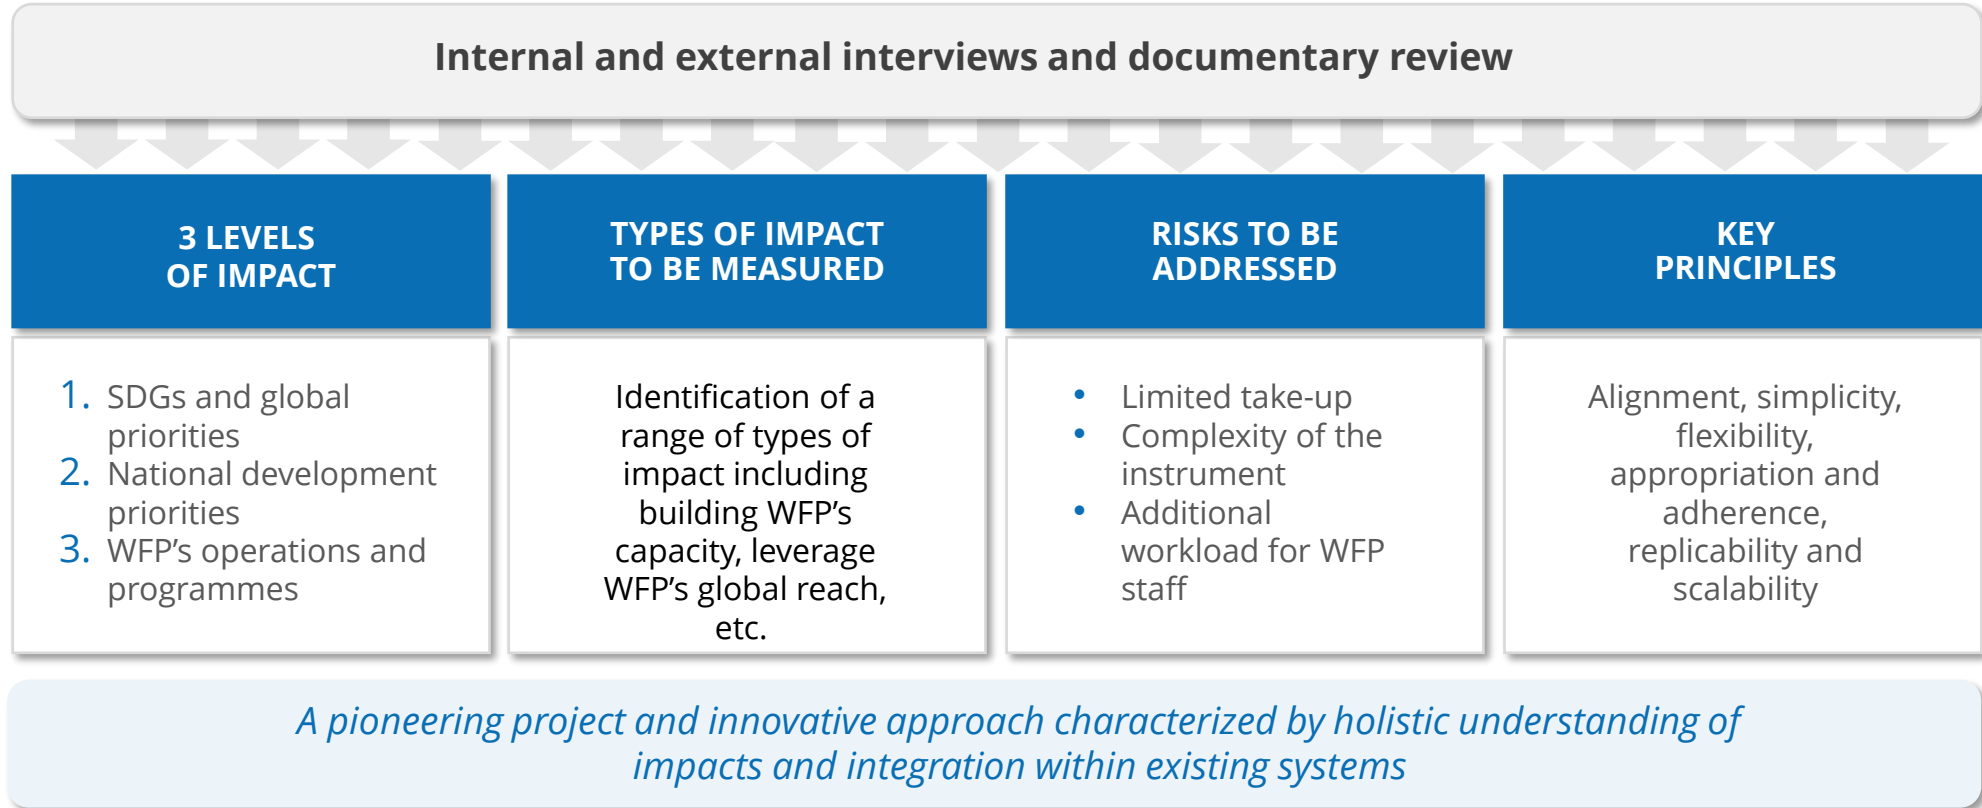 Internal and external interviews and documentary review
3 LEVELS
OF IMPACT
1. SDGs and global
priorities
2. National development
priorities
3. WFP’s operations and
programmes
TYPES OF IMPACT
TO BE MEASURED
Identification of a
range of types of
impact including
building WFP’s
capacity, leverage
WFP’s global reach,
etc.
RISKS TO BE
ADDRESSED
• Limited take-up
• Complexity of the
instrument
• Additional
workload for WFP
staff
KEY
PRINCIPLES
Alignment, simplicity,
flexibility,
appropriation and
adherence,
replicability and
scalability
A pioneering project and innovative approach characterized by holistic understanding of
impacts and integration within existing systems